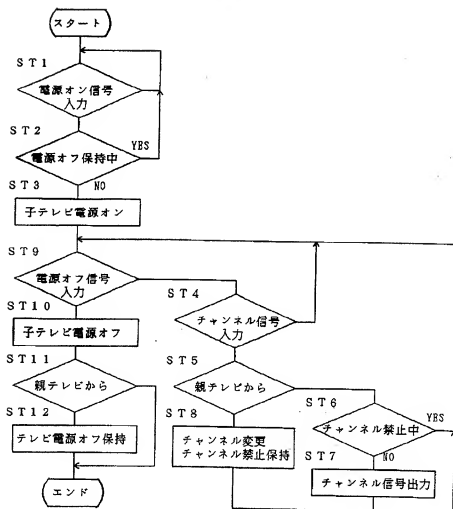 スタート
ST1
電源オン信号
入力
ST2
YES
電源オフ保持中
ST3
NO
子テレビ電源オン
ST9
電源オフ信号
入力
ST10
子テレビ電源オフ
ST11
親テレビから
ST12
テレビ電源オフ保持
エンド
ST4
チャンネル信号
入力
ST5
親テレビから
ST8
チャンネル変更
チャンネル禁止保持
ST6
YES
チャンネル禁止中
ST7
NO
チャンネル信号出力